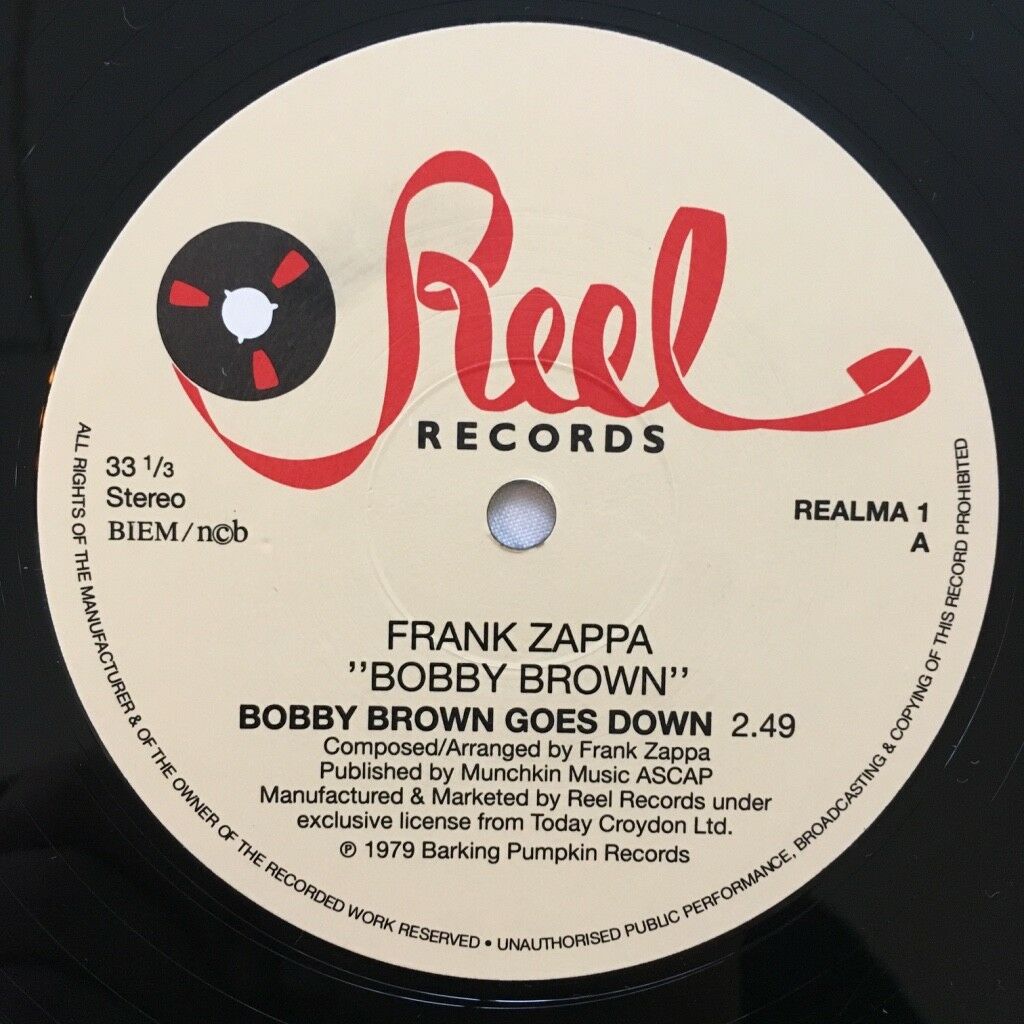 Reel
RECORDS
33 1/3
Stereo
BIEM/n©b
REALMA 1
A
FRANK ZAPPA
''BOBBY BROWN''
BOBBY BROWN GOES DOWN 2.49
Composed/Arranged by Frank Zappa
Published by Munchkin Music ASCAP
Manufactured & Marketed by Reel Records under
exclusive license from Today Croydon Ltd.
℗ 1979 Barking Pumpkin Records
ALL RIGHTS OF THE MANUFACTURER & OF THE OWNER OF THE RECORDED WORK RESERVED • UNAUTHORISED PUBLIC PERFORMANCE, BROADCASTING & COPYING OF THIS RECORD PROHIBITED